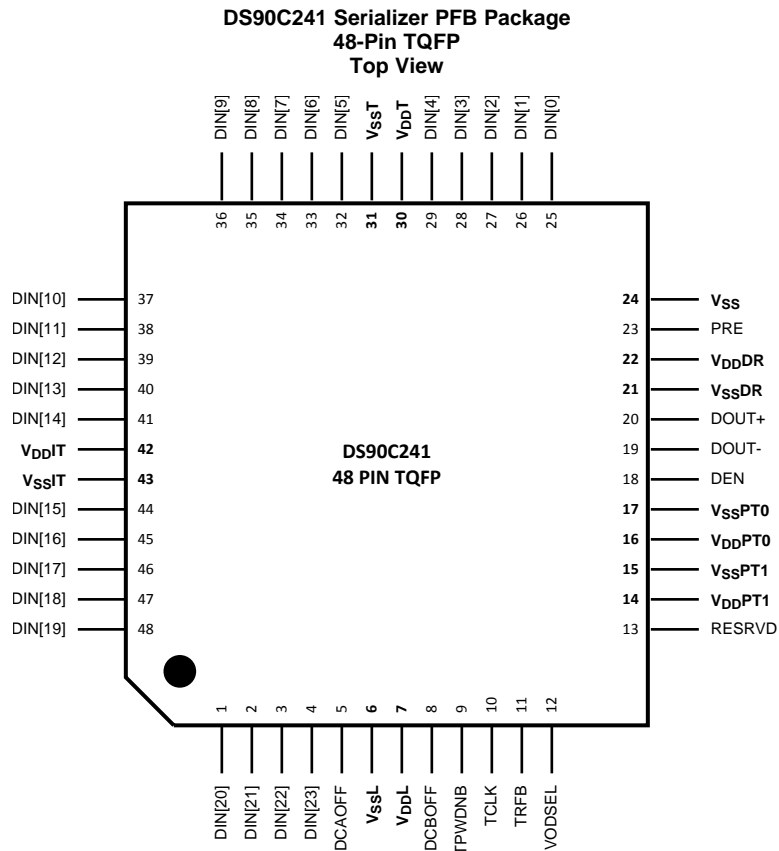 DS90C241 Serializer PFB Package
48-Pin TQFP
Top View
DIN[9]
DIN[8]
DIN[7]
DIN[6]
DIN[5]
VSST
VDDT
DIN[4]
DIN[3]
DIN[2]
DIN[1]
DIN[0]
36
35
34
33
32
31
30
29
28
27
26
25
DIN[10] 37
DIN[11] 38
DIN[12] 39
DIN[13] 40
DIN[14] 41
VDDIT 42
VSSIT 43
DIN[15] 44
DIN[16] 45
DIN[17] 46
DIN[18] 47
DIN[19] 48
DS90C241
48 PIN TQFP
24 VSS
23 PRE
22 VDDDR
21 VSSDR
20 DOUT+
19 DOUT-
18 DEN
17 VSSPT0
16 VDDPT0
15 VSSPT1
14 VDDPT1
13 RESRVD
1
2
3
4
5
6
7
8
9
10
11
12
DIN[20]
DIN[21]
DIN[22]
DIN[23]
DCAOFF
VSSL
VDDL
DCBOFF
TPWDNB
TCLK
TRFB
VODSEL